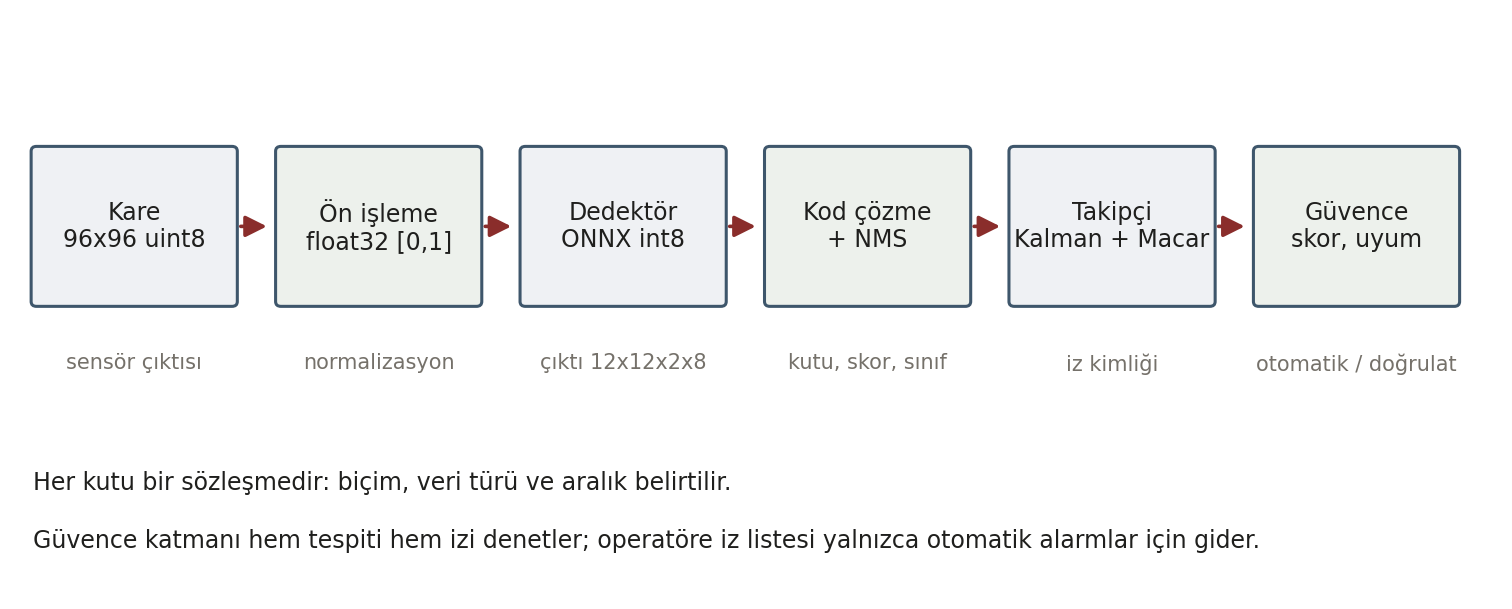 Kare
96x96 uint8
Ön işleme
float32 [0,1]
Dedektör
ONNX int8
Kod çözme
+ NMS
Takipçi
Kalman + Macar
Güvence
skor, uyum
sensör çıktısı
normalizasyon
çıktı 12x12x2x8
kutu, skor, sınıf
iz kimliği
otomatik / doğrulat
Her kutu bir sözleşmedir: biçim, veri türü ve aralık belirtilir.
Güvence katmanı hem tespiti hem izi denetler; operatöre iz listesi yalnızca otomatik alarmlar için gider.